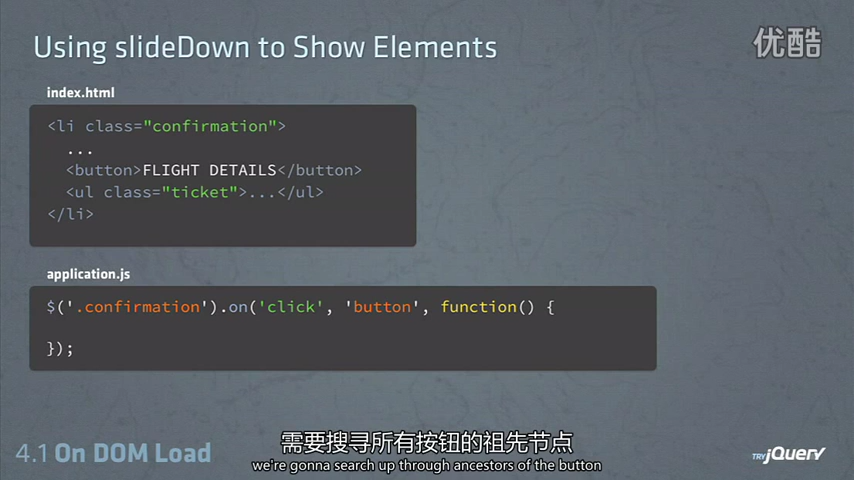 Using slideDown to Show Elements
优酷
index.html
<li class="confirmation">
...
<button>FLIGHT DETAILS</button>
<ul class="ticket">...</ul>
</li>
application.js
$('.confirmation').on('click', 'button', function() {
});
需要搜寻所有按钮的祖先节点
we're gonna search up through ancestors of the button
4.1 On DOM Load
TRY jQUERY